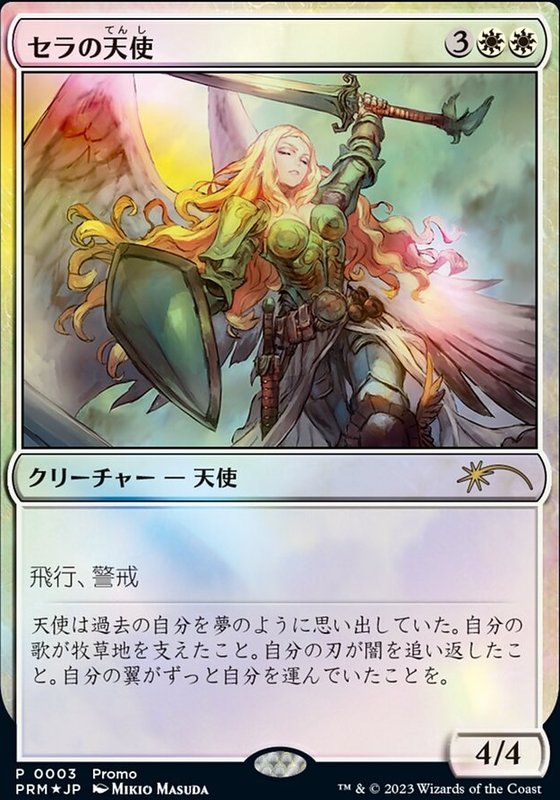 てんし
セラの天使 3
クリーチャー — 天使
飛行、警戒
天使は過去の自分を夢のように思い出していた。自分の
歌が牧草地を支えたこと。自分の刃が闇を追い返したこ
と。自分の翼がずっと自分を運んでいたことを。
4/4
P 0003 Promo
PRM★JP Mikio Masuda
™ & © 2023 Wizards of the Coast